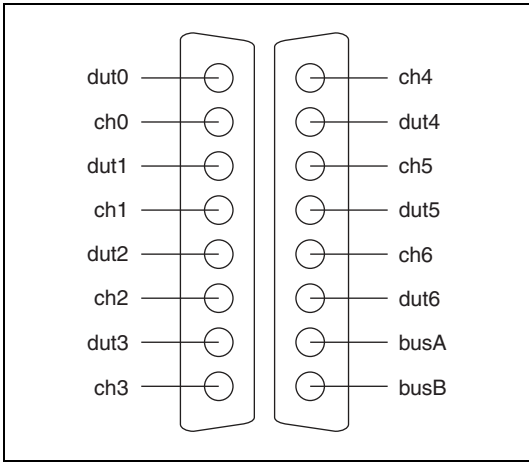 dut0
ch0
dut1
ch1
dut2
ch2
dut3
ch3
ch4
dut4
ch5
dut5
ch6
dut6
busA
busB